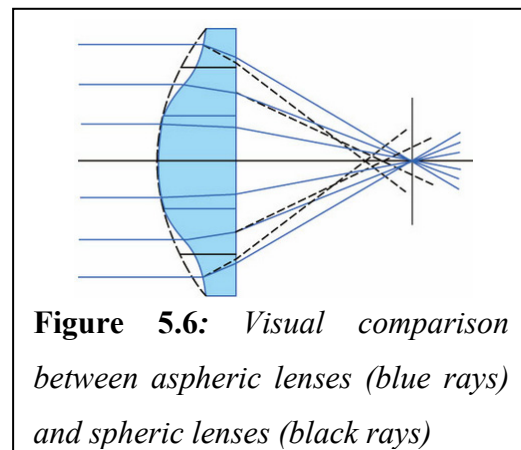 Figure 5.6: Visual comparison
between aspheric lenses (blue rays)
and spheric lenses (black rays)